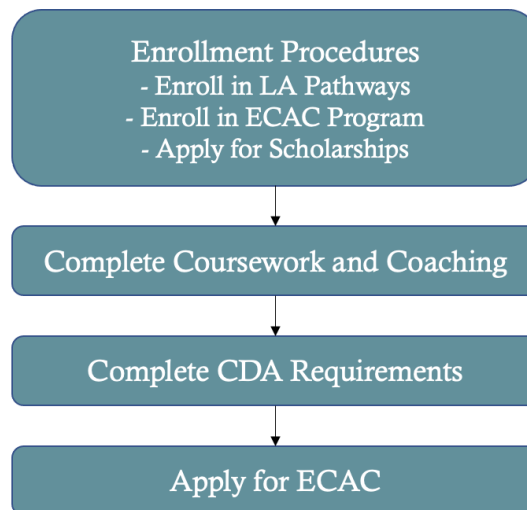 Enrollment Procedures
- Enroll in LA Pathways
- Enroll in ECAC Program
- Apply for Scholarships
Complete Coursework and Coaching
Complete CDA Requirements
Apply for ECAC